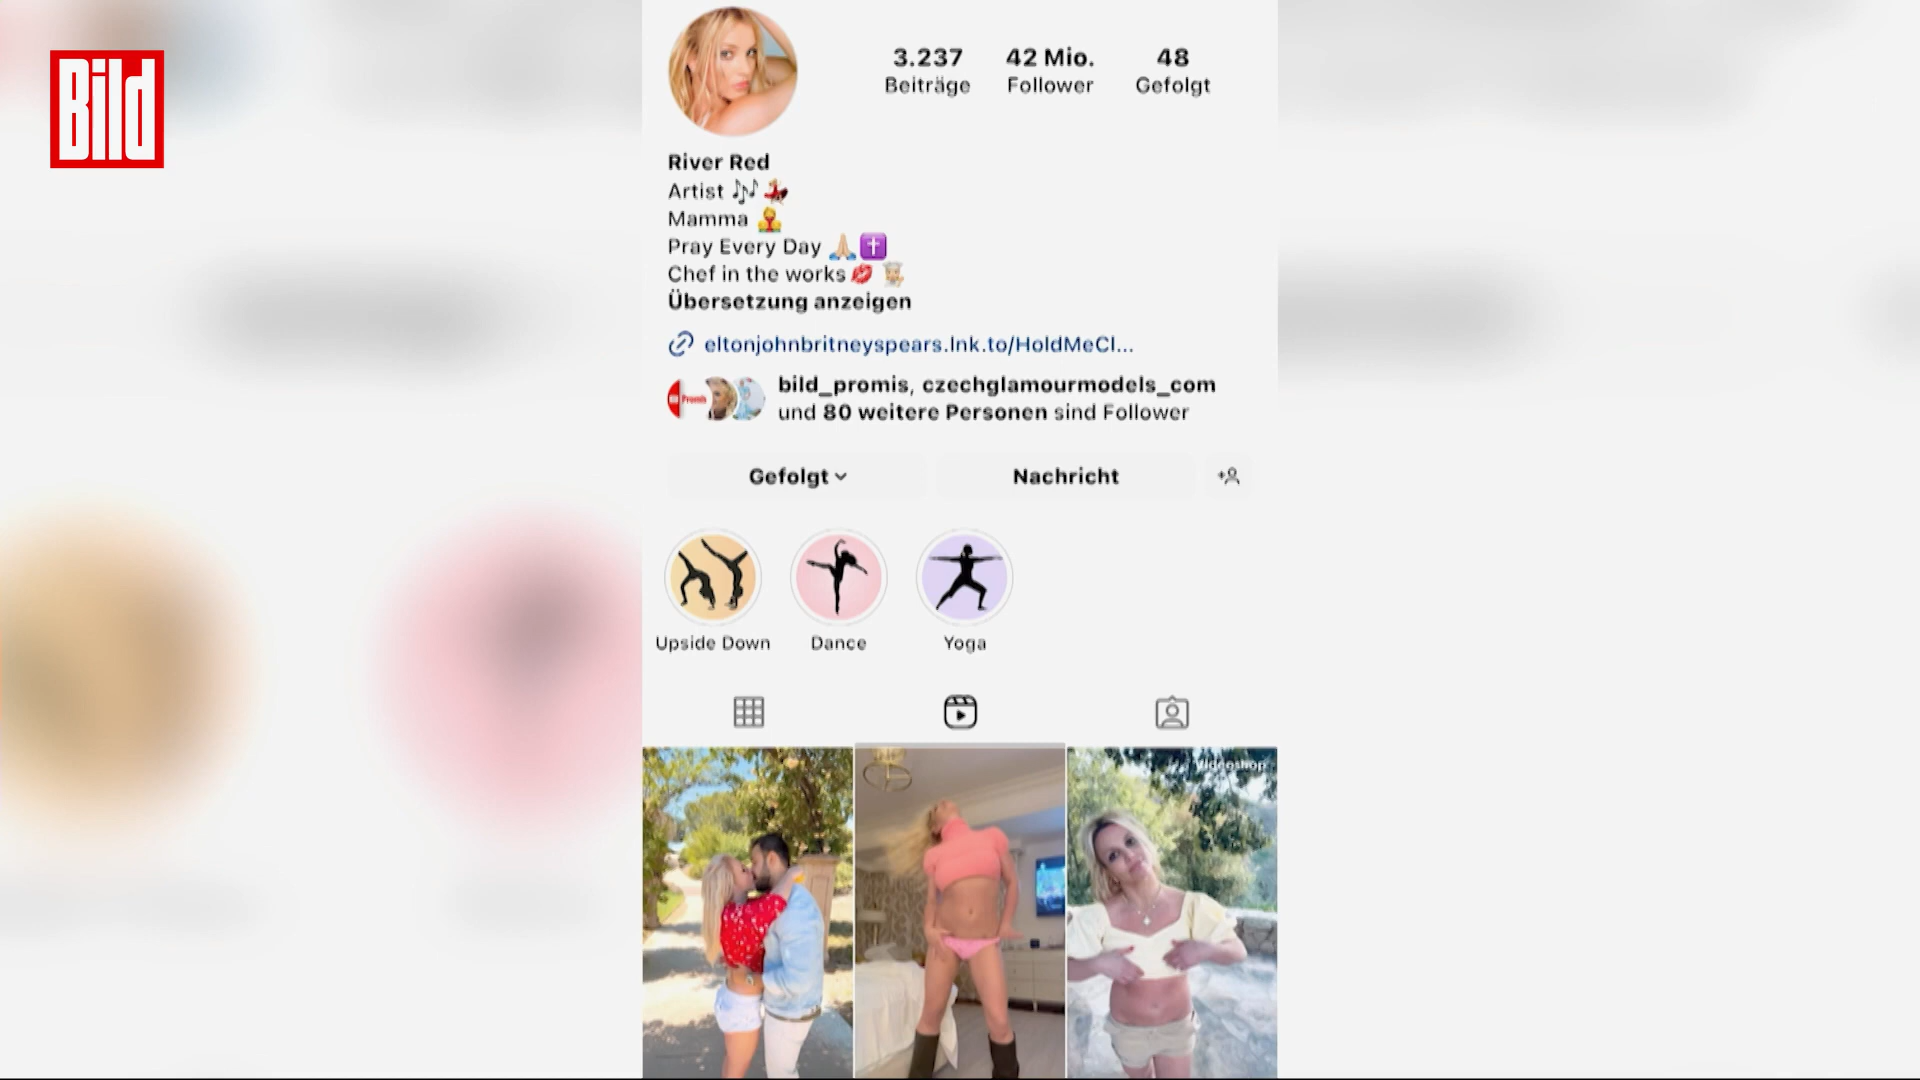 Bild
3.237 42 Mio. 48
Beiträge Follower Gefolgt
River Red
Artist 🎶💃
Mamma
Pray Every Day 🙏🏼✝️
Chef in the works💋 👩🏼‍🍳
Übersetzung anzeigen
eltonjohnbritneyspears.lnk.to/HoldMeCl...
Promis
bild_promis, czechglamourmodels_com
und 80 weitere Personen sind Follower
Gefolgt Nachricht
Upside Down Dance Yoga
Videoshop